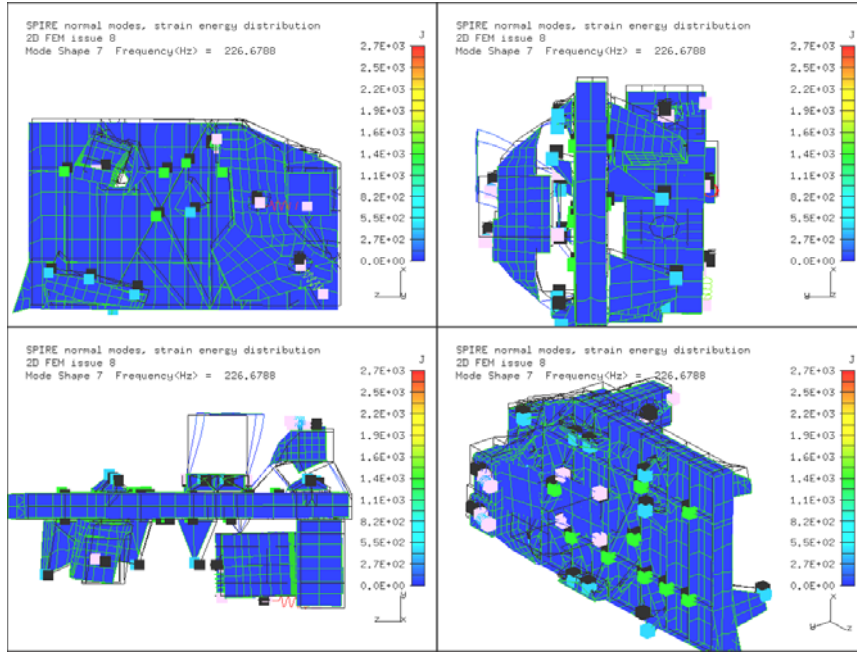 SPIRE normal modes, strain energy distribution
2D FEM issue 8
Mode Shape 7 Frequency(Hz) = 226.6788
J
2.7E+03
2.5E+03
2.2E+03
1.9E+03
1.6E+03
1.4E+03
1.1E+03
8.2E+02
5.5E+02
2.7E+02
0.0E+00
X
Z
Y
SPIRE normal modes, strain energy distribution
2D FEM issue 8
Mode Shape 7 Frequency(Hz) = 226.6788
J
2.7E+03
2.5E+03
2.2E+03
1.9E+03
1.6E+03
1.4E+03
1.1E+03
8.2E+02
5.5E+02
2.7E+02
0.0E+00
X
Z
Y
SPIRE normal modes, strain energy distribution
2D FEM issue 8
Mode Shape 7 Frequency(Hz) = 226.6788
J
2.7E+03
2.5E+03
2.2E+03
1.9E+03
1.6E+03
1.4E+03
1.1E+03
8.2E+02
5.5E+02
2.7E+02
0.0E+00
Y
Z
X
SPIRE normal modes, strain energy distribution
2D FEM issue 8
Mode Shape 7 Frequency(Hz) = 226.6788
J
2.7E+03
2.5E+03
2.2E+03
1.9E+03
1.6E+03
1.4E+03
1.1E+03
8.2E+02
5.5E+02
2.7E+02
0.0E+00
X
Y
Z